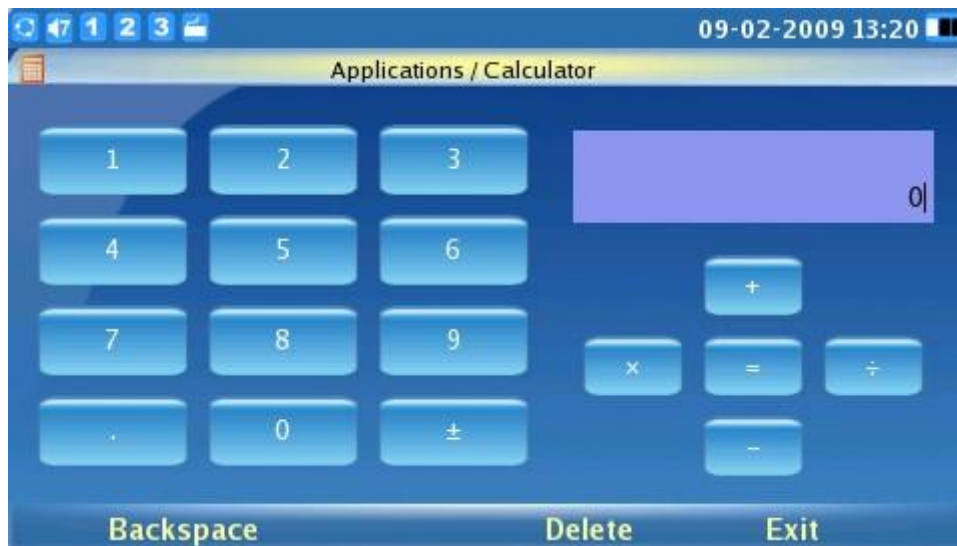 7 1 2 3 09-02-2009 13:20
Applications / Calculator
1 2 3
0
4 5 6
+
7 8 9
× = ÷
. 0 ±
−
Backspace Delete Exit